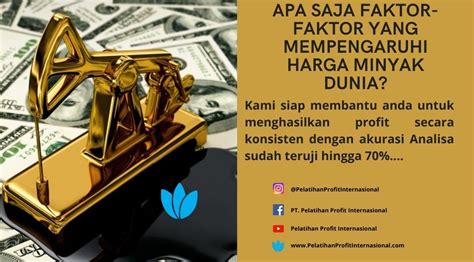 APA SAJA FAKTOR-
FAKTOR YANG
MEMPENGARUHI
HARGA MINYAK
DUNIA?
Kami siap membantu anda untuk
menghasilkan profit secara
konsisten dengan akurasi Analisa
sudah teruji hingga 70%....
@PelatihanProfitInternasional
PT. Pelatihan Profit Internasional
Pelatihan Profit Internasional
www.PelatihanProfitInternasional.com